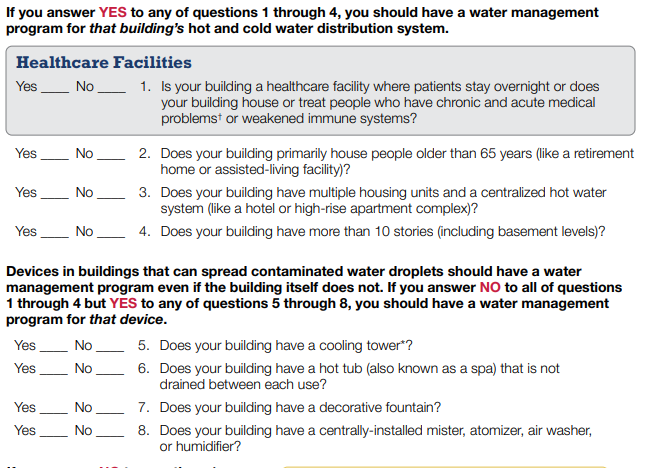 If you answer YES to any of questions 1 through 4, you should have a water management
program for that building's hot and cold water distribution system.
Healthcare Facilities
Yes ____ No ____ 1. Is your building a healthcare facility where patients stay overnight or does
your building house or treat people who have chronic and acute medical
problems† or weakened immune systems?
Yes ____ No ____ 2. Does your building primarily house people older than 65 years (like a retirement
home or assisted-living facility)?
Yes ____ No ____ 3. Does your building have multiple housing units and a centralized hot water
system (like a hotel or high-rise apartment complex)?
Yes ____ No ____ 4. Does your building have more than 10 stories (including basement levels)?
Devices in buildings that can spread contaminated water droplets should have a water
management program even if the building itself does not. If you answer NO to all of questions
1 through 4 but YES to any of questions 5 through 8, you should have a water management
program for that device.
Yes ____ No ____ 5. Does your building have a cooling tower*?
Yes ____ No ____ 6. Does your building have a hot tub (also known as a spa) that is not
drained between each use?
Yes ____ No ____ 7. Does your building have a decorative fountain?
Yes ____ No ____ 8. Does your building have a centrally-installed mister, atomizer, air washer,
or humidifier?